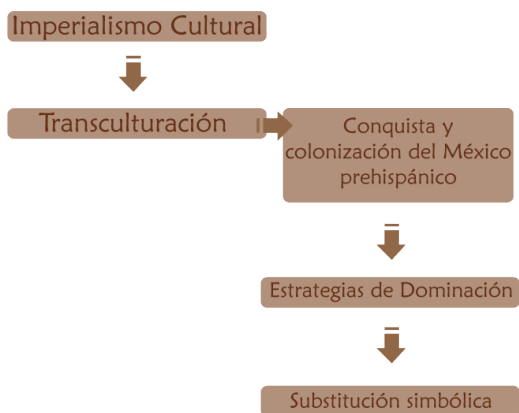 Imperialismo Cultural
Transculturación
Conquista y
colonización del México
prehispánico
Estrategias de Dominación
Substitución simbólica